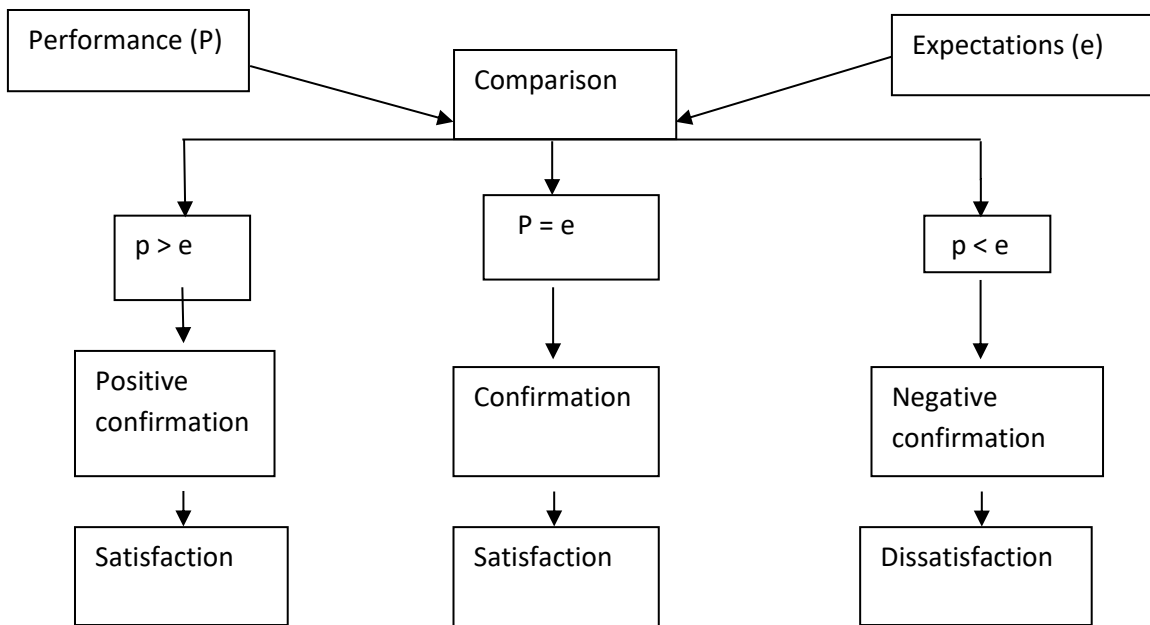 Performance (P)
Expectations (e)
Comparison
p > e
P = e
p < e
Positive
confirmation
Confirmation
Negative
confirmation
Satisfaction
Satisfaction
Dissatisfaction